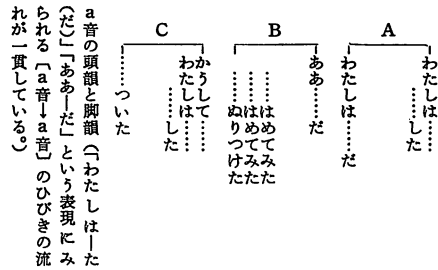 A
わたしは……した
わたしは……だ
B
ああ……だ
……はめてみた
……はめてみた
……ぬりつけた
C
かうして……
わたしは……した
……ついた
a音の頭韻と脚韻（「わたしは―た
（だ）」「ああ―だ」という表現にみ
られる〔a音→a音〕のひびきの流
れが一貫している。）